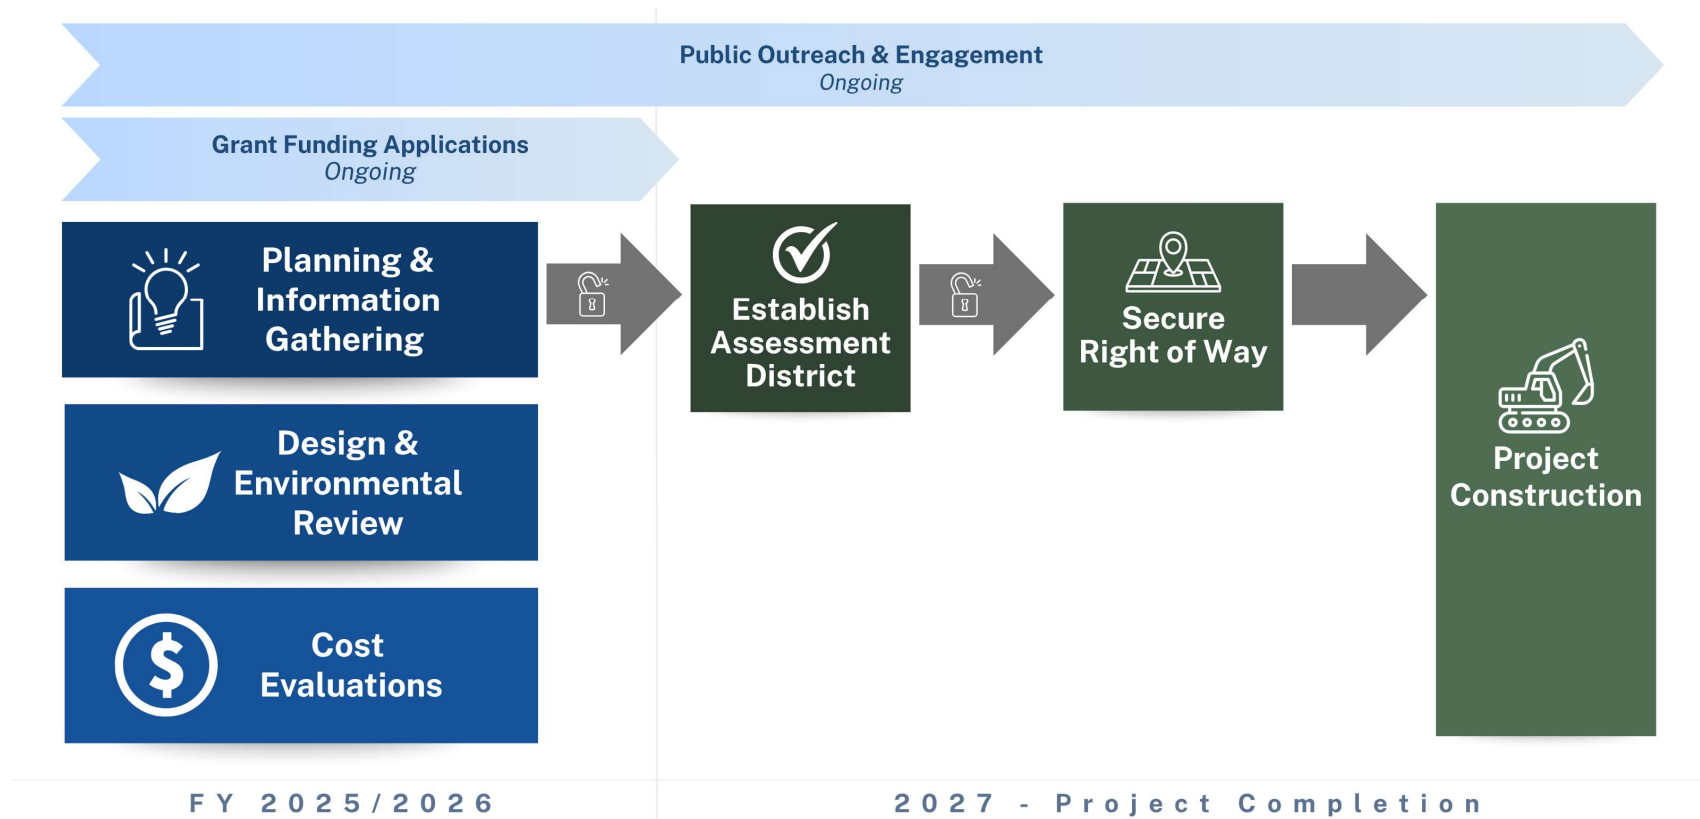 Public Outreach & Engagement
Ongoing
Grant Funding Applications
Ongoing
Planning &
Information
Gathering
Design &
Environmental
Review
$
Cost
Evaluations
Establish
Assessment
District
Secure
Right of Way
Project
Construction
FY 2025/2026
2027 - Project Completion